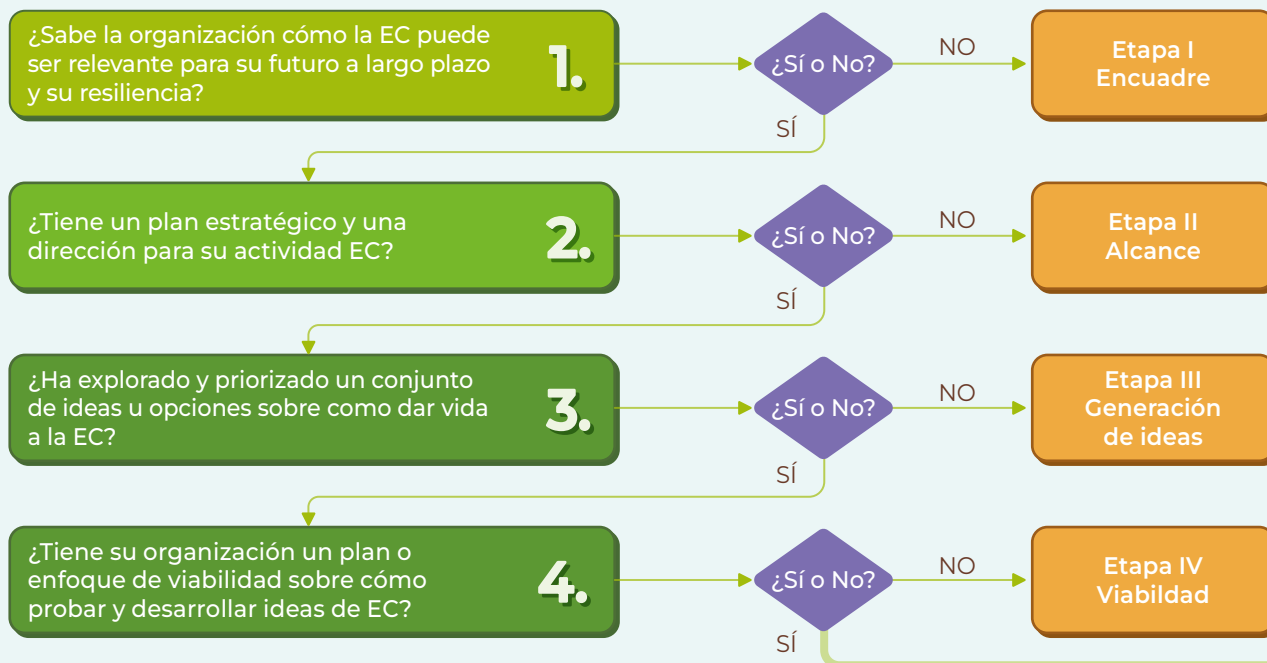 ¿Sabe la organización cómo la EC puede
ser relevante para su futuro a largo plazo
y su resiliencia?
1.
¿Sí o No?
NO
Etapa I
Encuadre
SÍ
¿Tiene un plan estratégico y una
dirección para su actividad EC?
2.
¿Sí o No?
NO
Etapa II
Alcance
SÍ
¿Ha explorado y priorizado un conjunto
de ideas u opciones sobre como dar vida
a la EC?
3.
¿Sí o No?
NO
Etapa III
Generación
de ideas
SÍ
¿Tiene su organización un plan o
enfoque de viabilidad sobre cómo
probar y desarrollar ideas de EC?
4.
¿Sí o No?
NO
Etapa IV
Viabildad
SÍ